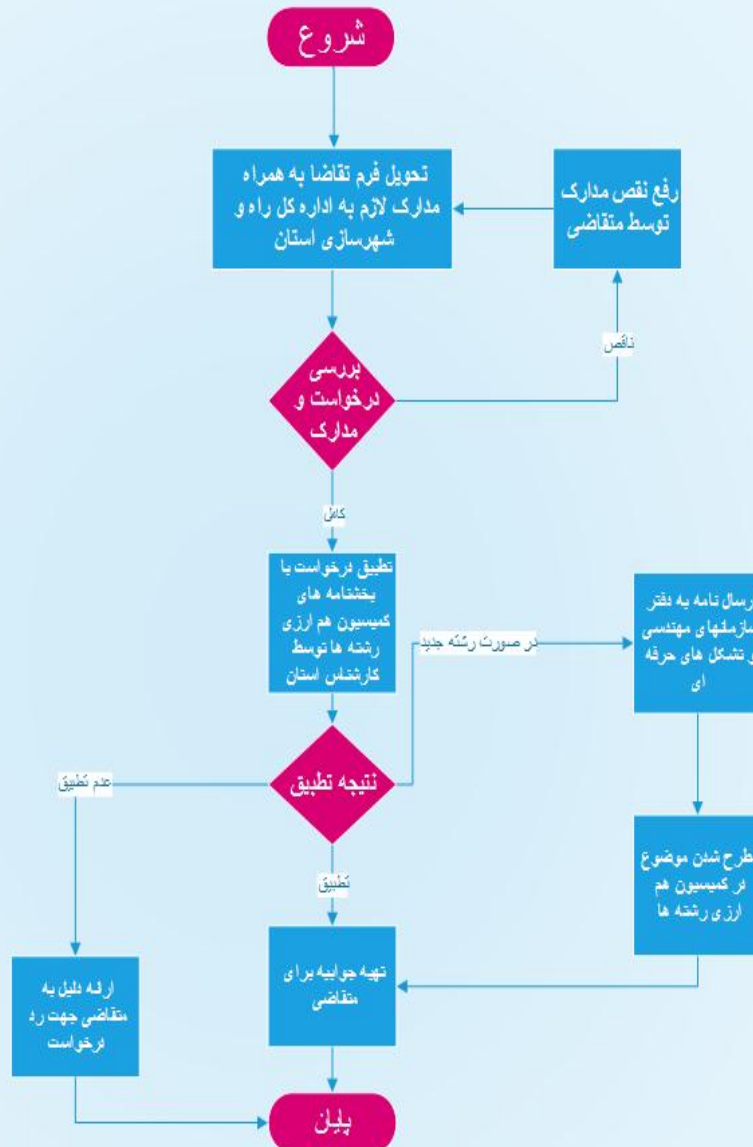 شروع
تحویل فرم تقاضا به همراه
مدارک لازم به اداره کل راه و
شهرسازی استان
رفع نقص مدارک
توسط متقاضی
ناقص
بررسی
درخواست و
مدارک
کامل
تطبیق درخواست با
بخشنامه های
کمیسیون هم ارزی
رشته ها توسط
کارشناس استان
در صورت رشته جدید
رسال نامه به دفتر
سازمانهای مهندسی
و تشکل های حرفه
ای
نتیجه تطبیق
عدم تطبیق
تطبیق
طرح شدن موضوع
در کمیسیون هم
ارزی رشته ها
تهیه جوابیه برای
متقاضی
ارائه دلیل به
متقاضی جهت رد
درخواست
پایان